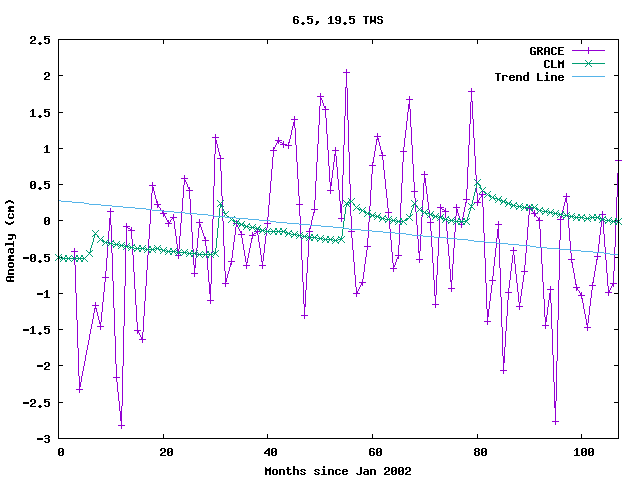 6.5, 19.5 TWS
GRACE
CLM
Trend Line
2.5
2
1.5
1
0.5
0
-0.5
-1
-1.5
-2
-2.5
-3
Anomaly (cm)
0 20 40 60 80 100
Months since Jan 2002